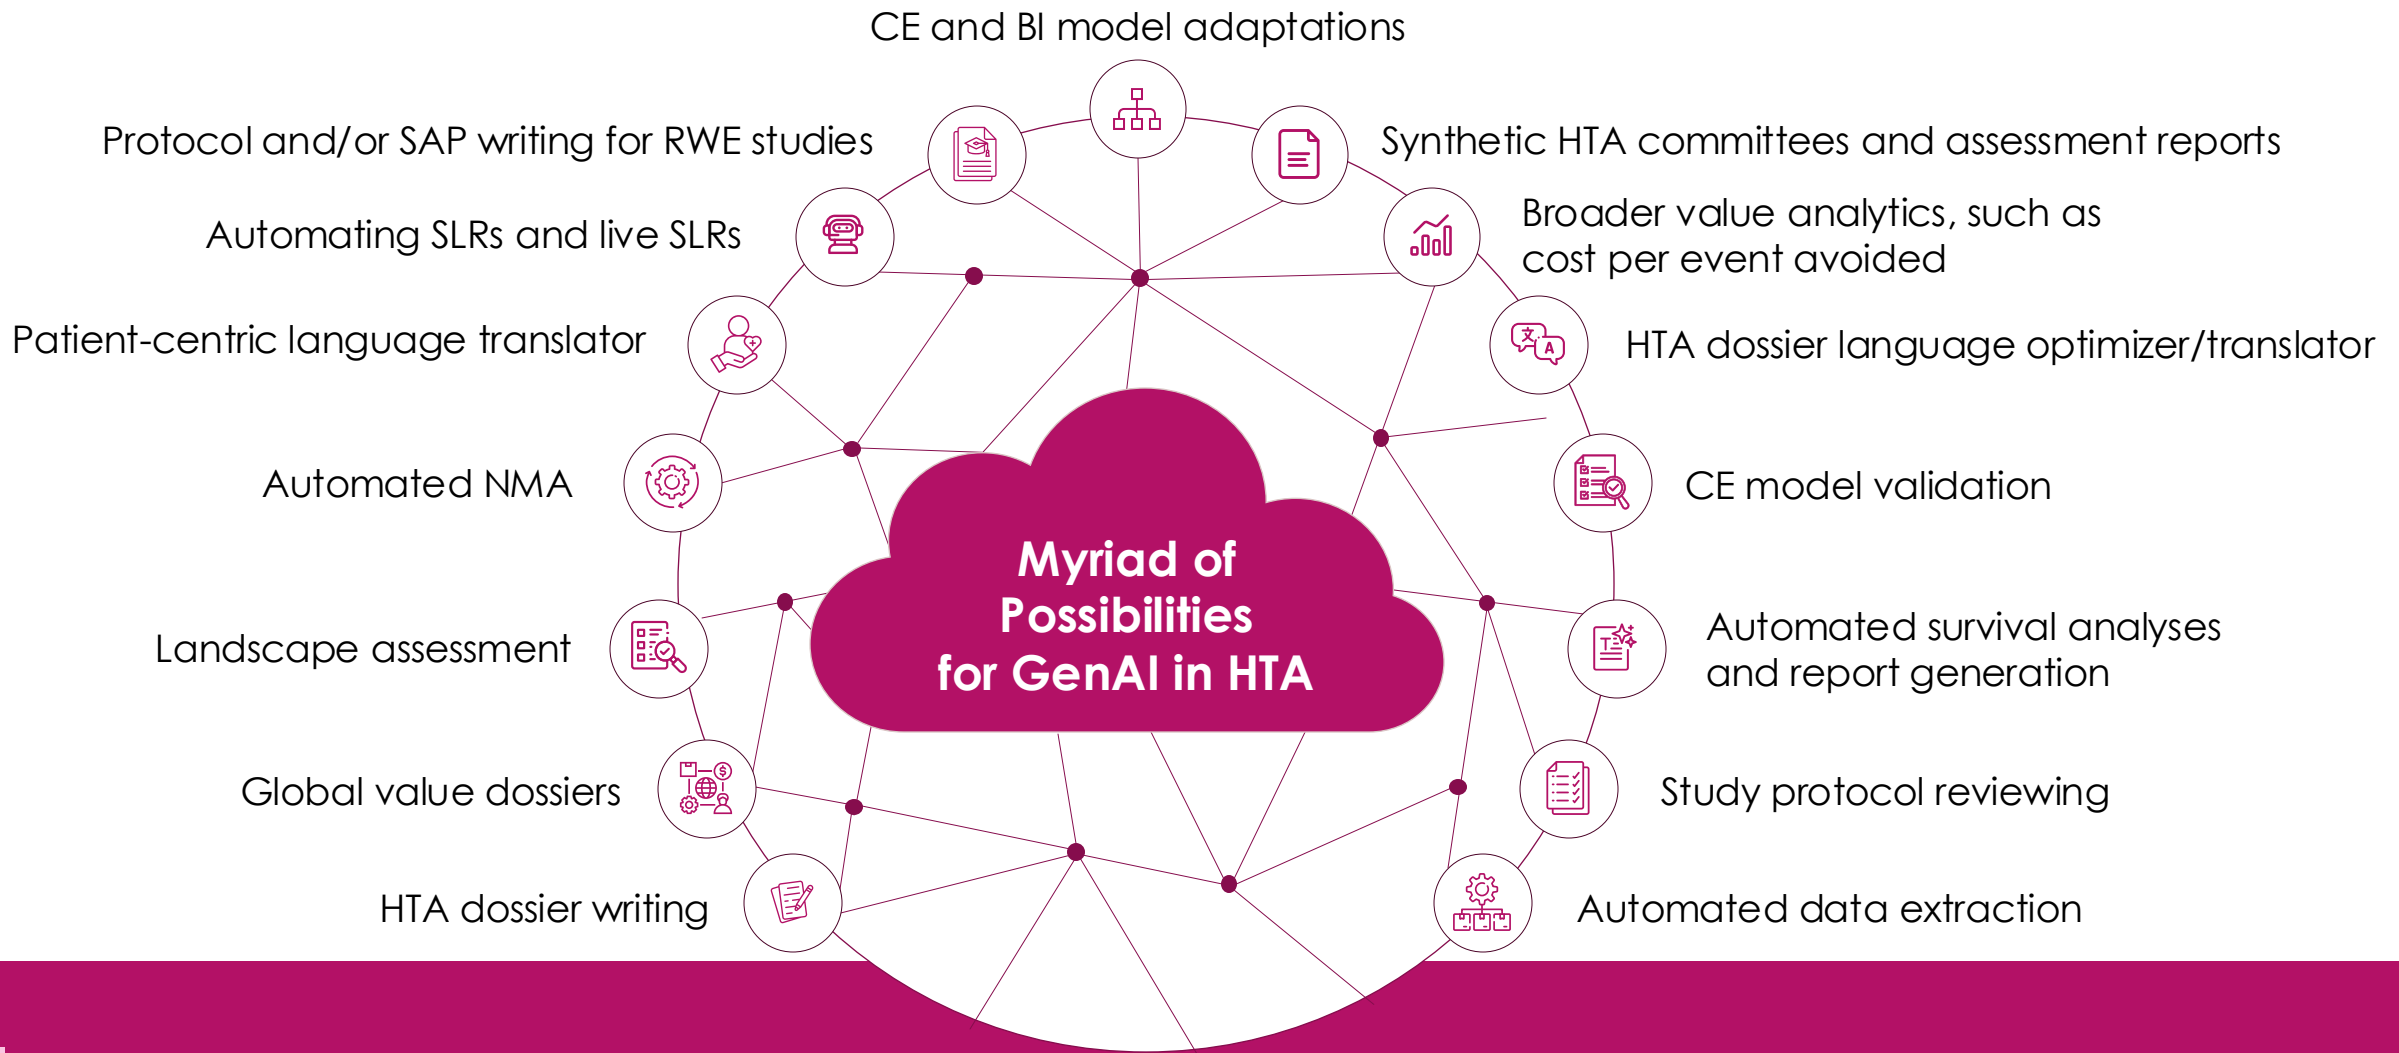 CE and BI model adaptations
Protocol and/or SAP writing for RWE studies
Synthetic HTA committees and assessment reports
Automating SLRs and live SLRs
Broader value analytics, such as
cost per event avoided
Patient-centric language translator
HTA dossier language optimizer/translator
Automated NMA
CE model validation
Myriad of
Possibilities
for GenAI in HTA
Landscape assessment
Automated survival analyses
and report generation
Global value dossiers
Study protocol reviewing
HTA dossier writing
Automated data extraction